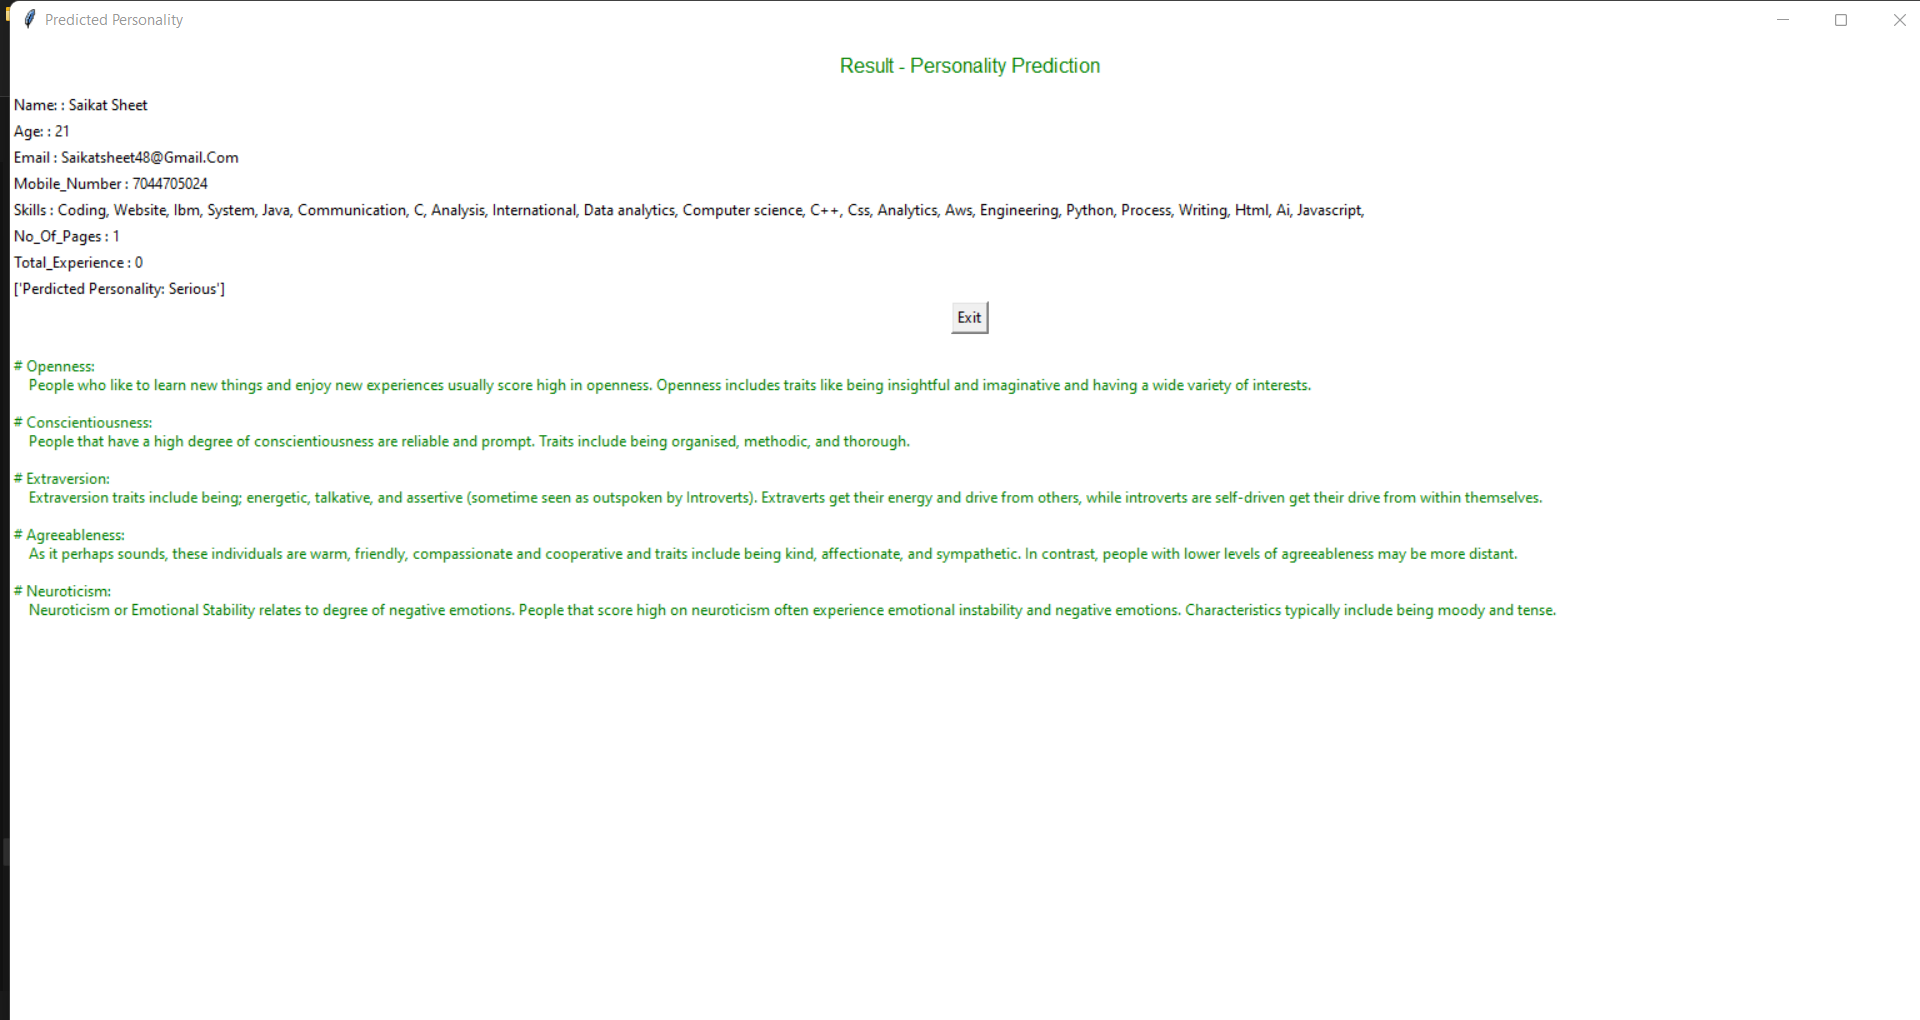 Predicted Personality
Result - Personality Prediction
Name: : Saikat Sheet
Age: : 21
Email : Saikatsheet48@Gmail.Com
Mobile_Number : 7044705024
Skills : Coding, Website, Ibm, System, Java, Communication, C, Analysis, International, Data analytics, Computer science, C++, Css, Analytics, Aws, Engineering, Python, Process, Writing, Html, Ai, Javascript,
No_Of_Pages : 1
Total_Experience : 0
['Perdicted Personality: Serious']
Exit
# Openness:
People who like to learn new things and enjoy new experiences usually score high in openness. Openness includes traits like being insightful and imaginative and having a wide variety of interests.
# Conscientiousness:
People that have a high degree of conscientiousness are reliable and prompt. Traits include being organised, methodic, and thorough.
# Extraversion:
Extraversion traits include being; energetic, talkative, and assertive (sometime seen as outspoken by Introverts). Extraverts get their energy and drive from others, while introverts are self-driven get their drive from within themselves.
# Agreeableness:
As it perhaps sounds, these individuals are warm, friendly, compassionate and cooperative and traits include being kind, affectionate, and sympathetic. In contrast, people with lower levels of agreeableness may be more distant.
# Neuroticism:
Neuroticism or Emotional Stability relates to degree of negative emotions. People that score high on neuroticism often experience emotional instability and negative emotions. Characteristics typically include being moody and tense.